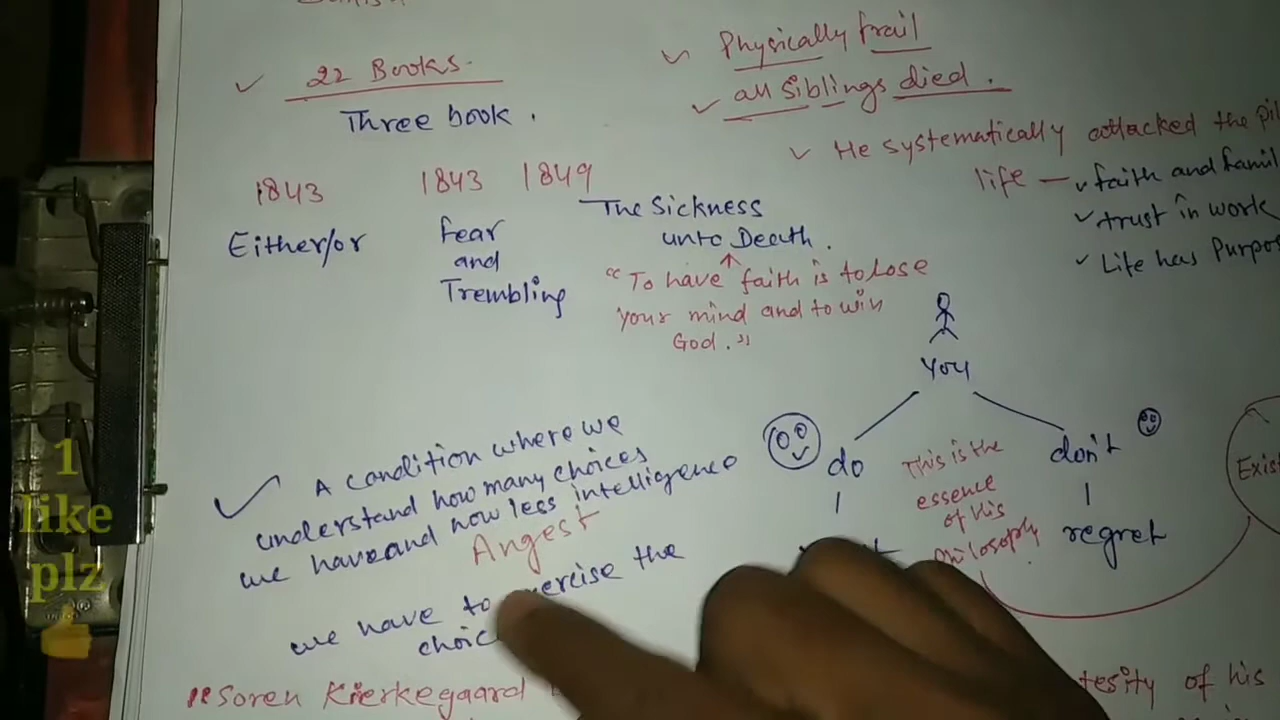 22 Books.
Three book.
1843
Either/or
1843
Fear
and
Trembling
1849
The Sickness
unto Death.
"To have faith is to lose
your mind and to win
God."
Physically frail
all siblings died.
He systematically attacked the
life - faith and
trust in work
Life has
You
do
don't
regret
This is the
essence
of his
Philosophy
A condition where we
understand how many choices
we have and how less intelligence
Angest
we have to the
"Soren Kierkegaard
of his
1
like
plz